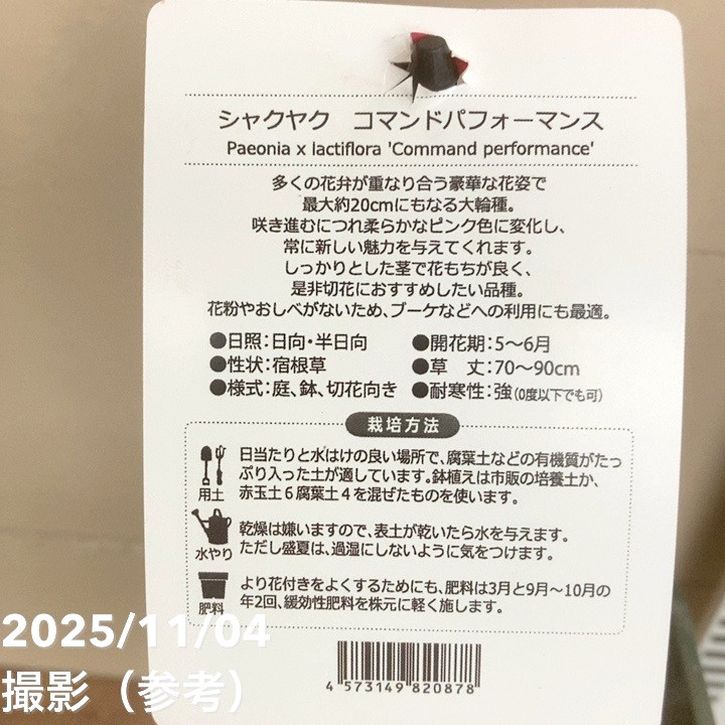 シャクヤク　コマンドパフォーマンス
Paeonia x lactiflora 'Command performance'
多くの花弁が重なり合う豪華な花姿で
最大約20cmにもなる大輪種。
咲き進むにつれ柔らかなピンク色に変化し、
常に新しい魅力を与えてくれます。
しっかりとした茎で花もちが良く、
是非切花におすすめしたい品種。
花粉やおしべがないため、ブーケなどへの利用にも最適。
●日照：日向・半日向　●開花期：5〜6月
●性状：宿根草　●草　丈：70〜90cm
●様式：庭、鉢、切花向き　●耐寒性：強（0度以下でも可）
栽培方法
用土
日当たりと水はけの良い場所で、腐葉土などの有機質がたっ
ぷり入った土が適しています。鉢植えは市販の培養土か、
赤玉土6腐葉土4を混ぜたものを使います。
水やり
乾燥は嫌いますので、表土が乾いたら水を与えます。
ただし盛夏は、過湿にしないように気をつけます。
肥料
より花付きをよくするためにも、肥料は3月と9月〜10月の
年2回、緩効性肥料を株元に軽く施します。
4 573149 820878
2025/11/04
撮影（参考）